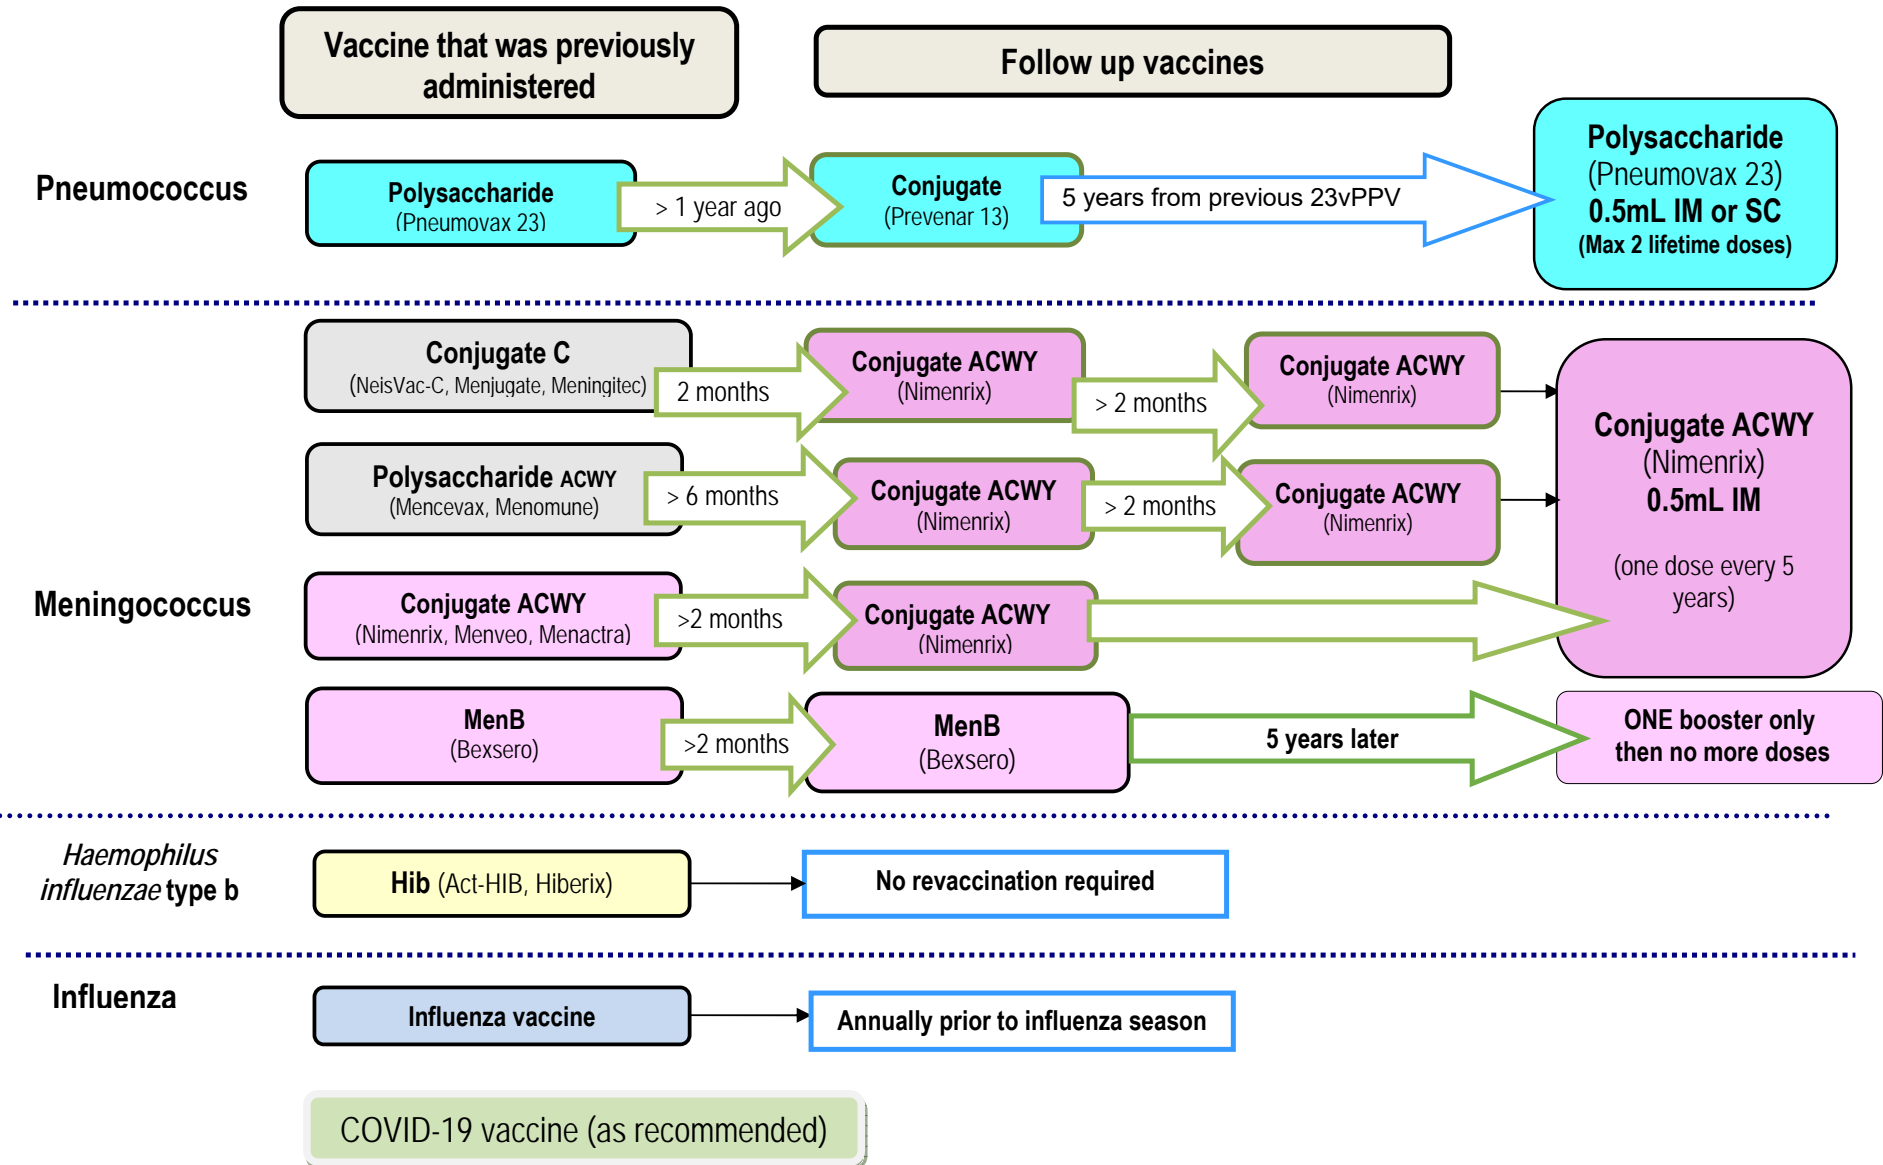 Vaccine that was previously
administered
Follow up vaccines
Pneumococcus
Polysaccharide
(Pneumovax 23)
> 1 year ago
Conjugate
(Prevenar 13)
5 years from previous 23vPPV
Polysaccharide
(Pneumovax 23)
0.5mL IM or SC
(Max 2 lifetime doses)
Meningococcus
Conjugate C
(NeisVac-C, Menjugate, Meningitec)
2 months
Conjugate ACWY
(Nimenrix)
> 2 months
Conjugate ACWY
(Nimenrix)
Polysaccharide ACWY
(Mencevax, Menomune)
> 6 months
Conjugate ACWY
(Nimenrix)
> 2 months
Conjugate ACWY
(Nimenrix)
Conjugate ACWY
(Nimenrix)
0.5mL IM
(one dose every 5
years)
Conjugate ACWY
(Nimenrix, Menveo, Menactra)
>2 months
Conjugate ACWY
(Nimenrix)
MenB
(Bexsero)
>2 months
MenB
(Bexsero)
5 years later
ONE booster only
then no more doses
Haemophilus
influenzae type b
Hib (Act-HIB, Hiberix)
No revaccination required
Influenza
Influenza vaccine
Annually prior to influenza season
COVID-19 vaccine (as recommended)